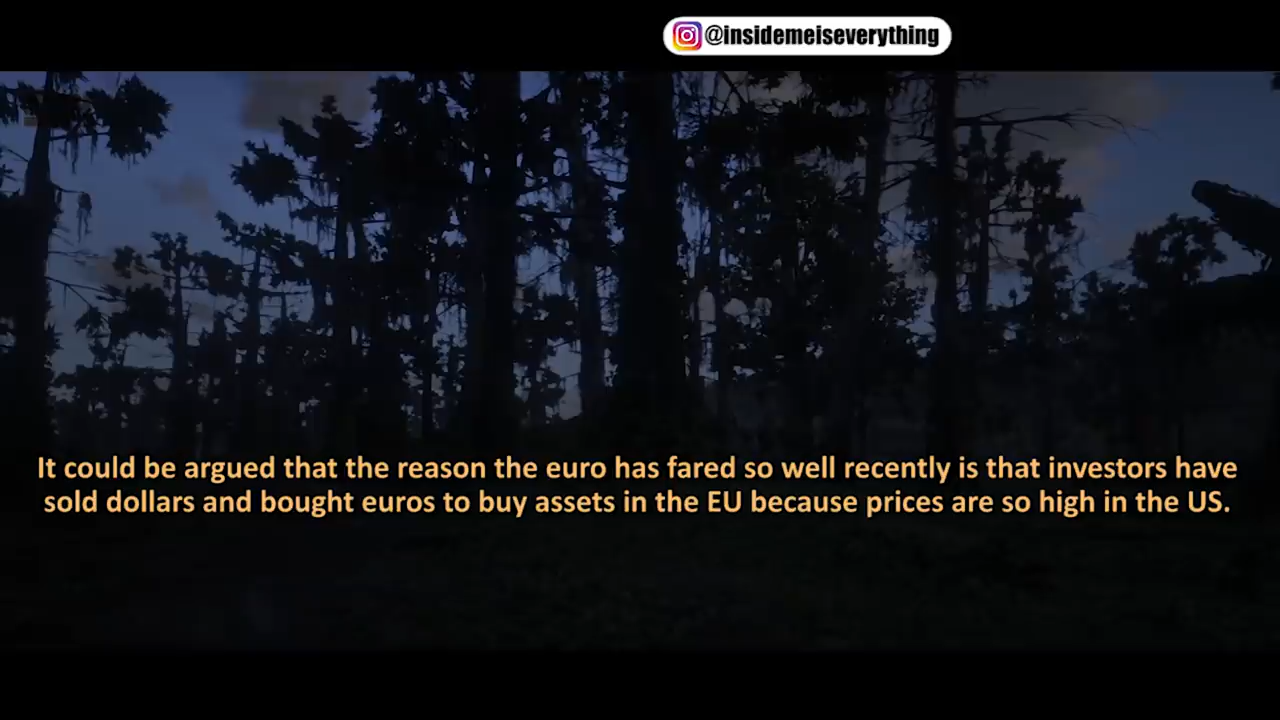 @insidemeiseverything
It could be argued that the reason the euro has fared so well recently is that investors have
sold dollars and bought euros to buy assets in the EU because prices are so high in the US.